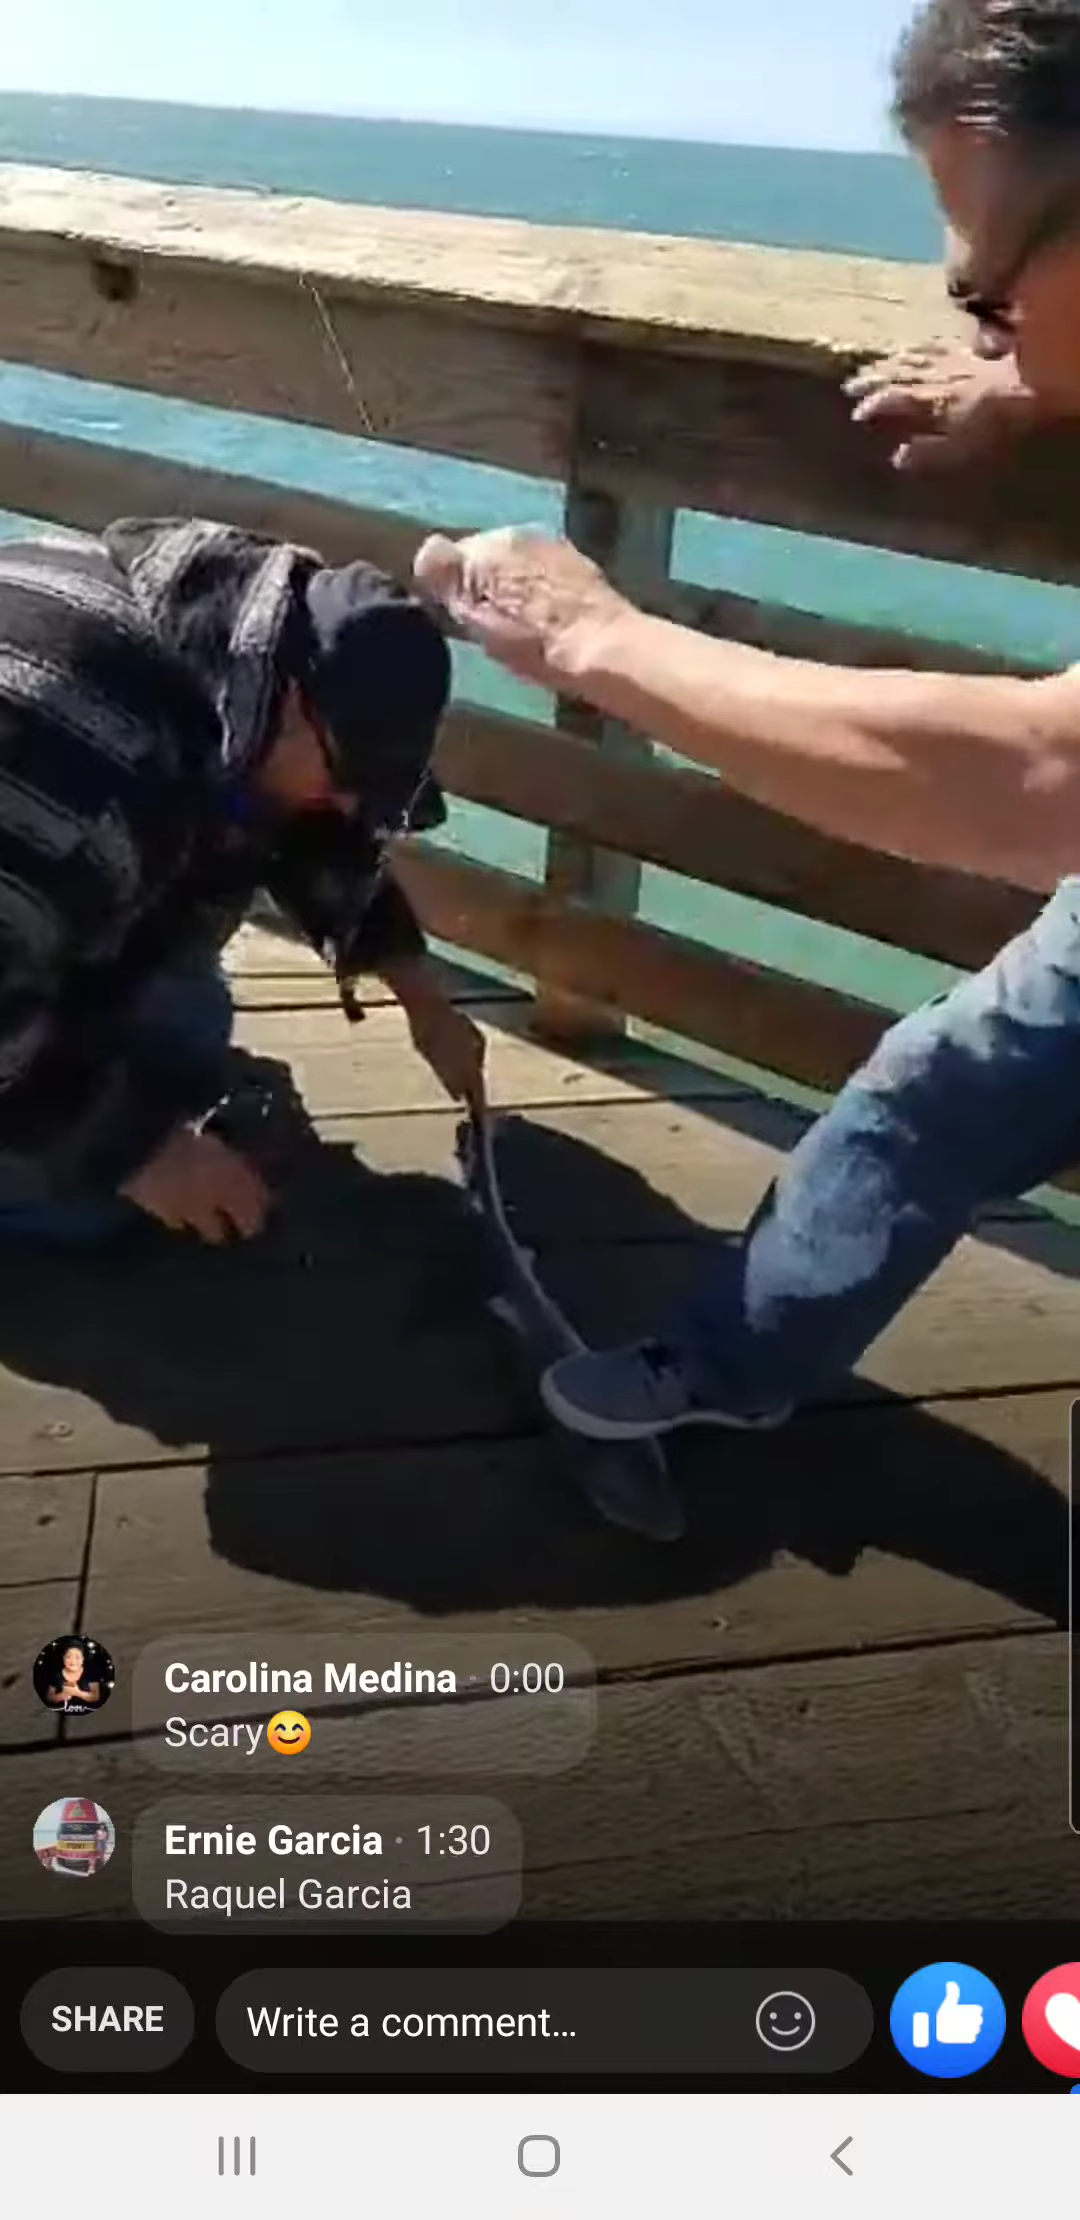 Carolina Medina · 0:00
Scary😊
Ernie Garcia · 1:30
Raquel Garcia
SHARE
Write a comment...